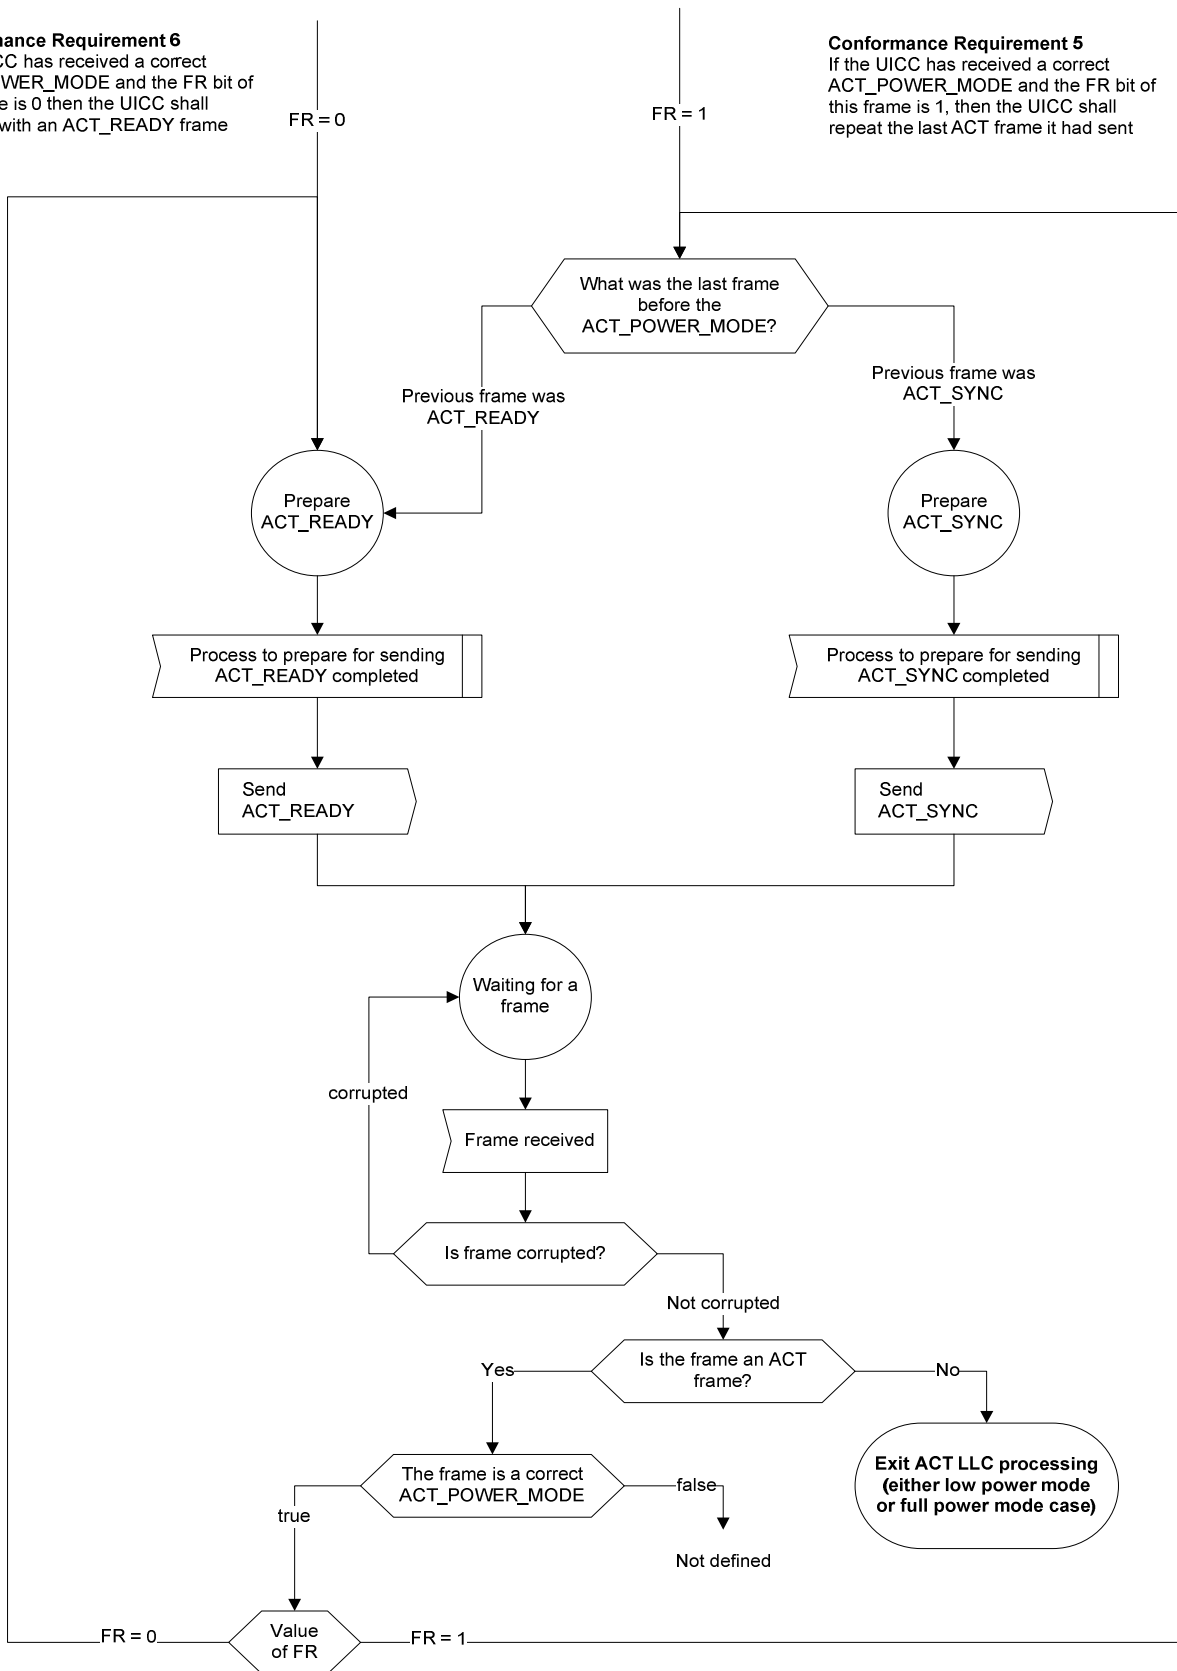 mance Requirement 6
ICC has received a correct
OWER_MODE and the FR bit of
e is 0 then the UICC shall
with an ACT_READY frame
FR = 0
FR = 1
Conformance Requirement 5
If the UICC has received a correct
ACT_POWER_MODE and the FR bit of
this frame is 1, then the UICC shall
repeat the last ACT frame it had sent
What was the last frame
before the
ACT_POWER_MODE?
Previous frame was
ACT_READY
Previous frame was
ACT_SYNC
Prepare
ACT_READY
Prepare
ACT_SYNC
Process to prepare for sending
ACT_READY completed
Process to prepare for sending
ACT_SYNC completed
Send
ACT_READY
Send
ACT_SYNC
Waiting for a
frame
corrupted
Frame received
Is frame corrupted?
Not corrupted
Is the frame an ACT
frame?
Yes
No
Exit ACT LLC processing
(either low power mode
or full power mode case)
The frame is a correct
ACT_POWER_MODE
false
true
Not defined
Value
of FR
FR = 0
FR = 1